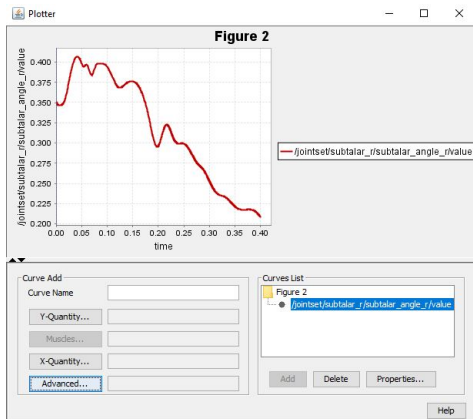 Plotter
Figure 2
/jointset/subtalar_r/subtalar_angle_r/value
0.400
0.375
0.350
0.325
0.300
0.275
0.250
0.225
0.200
0.00 0.05 0.10 0.15 0.20 0.25 0.30 0.35 0.40
time
/jointset/subtalar_r/subtalar_angle_r/value
Curve Add
Curve Name
Y-Quantity...
Muscles...
X-Quantity...
Advanced...
Curves List
Figure 2
/jointset/subtalar_r/subtalar_angle_r/value
Add Delete Properties...
Help